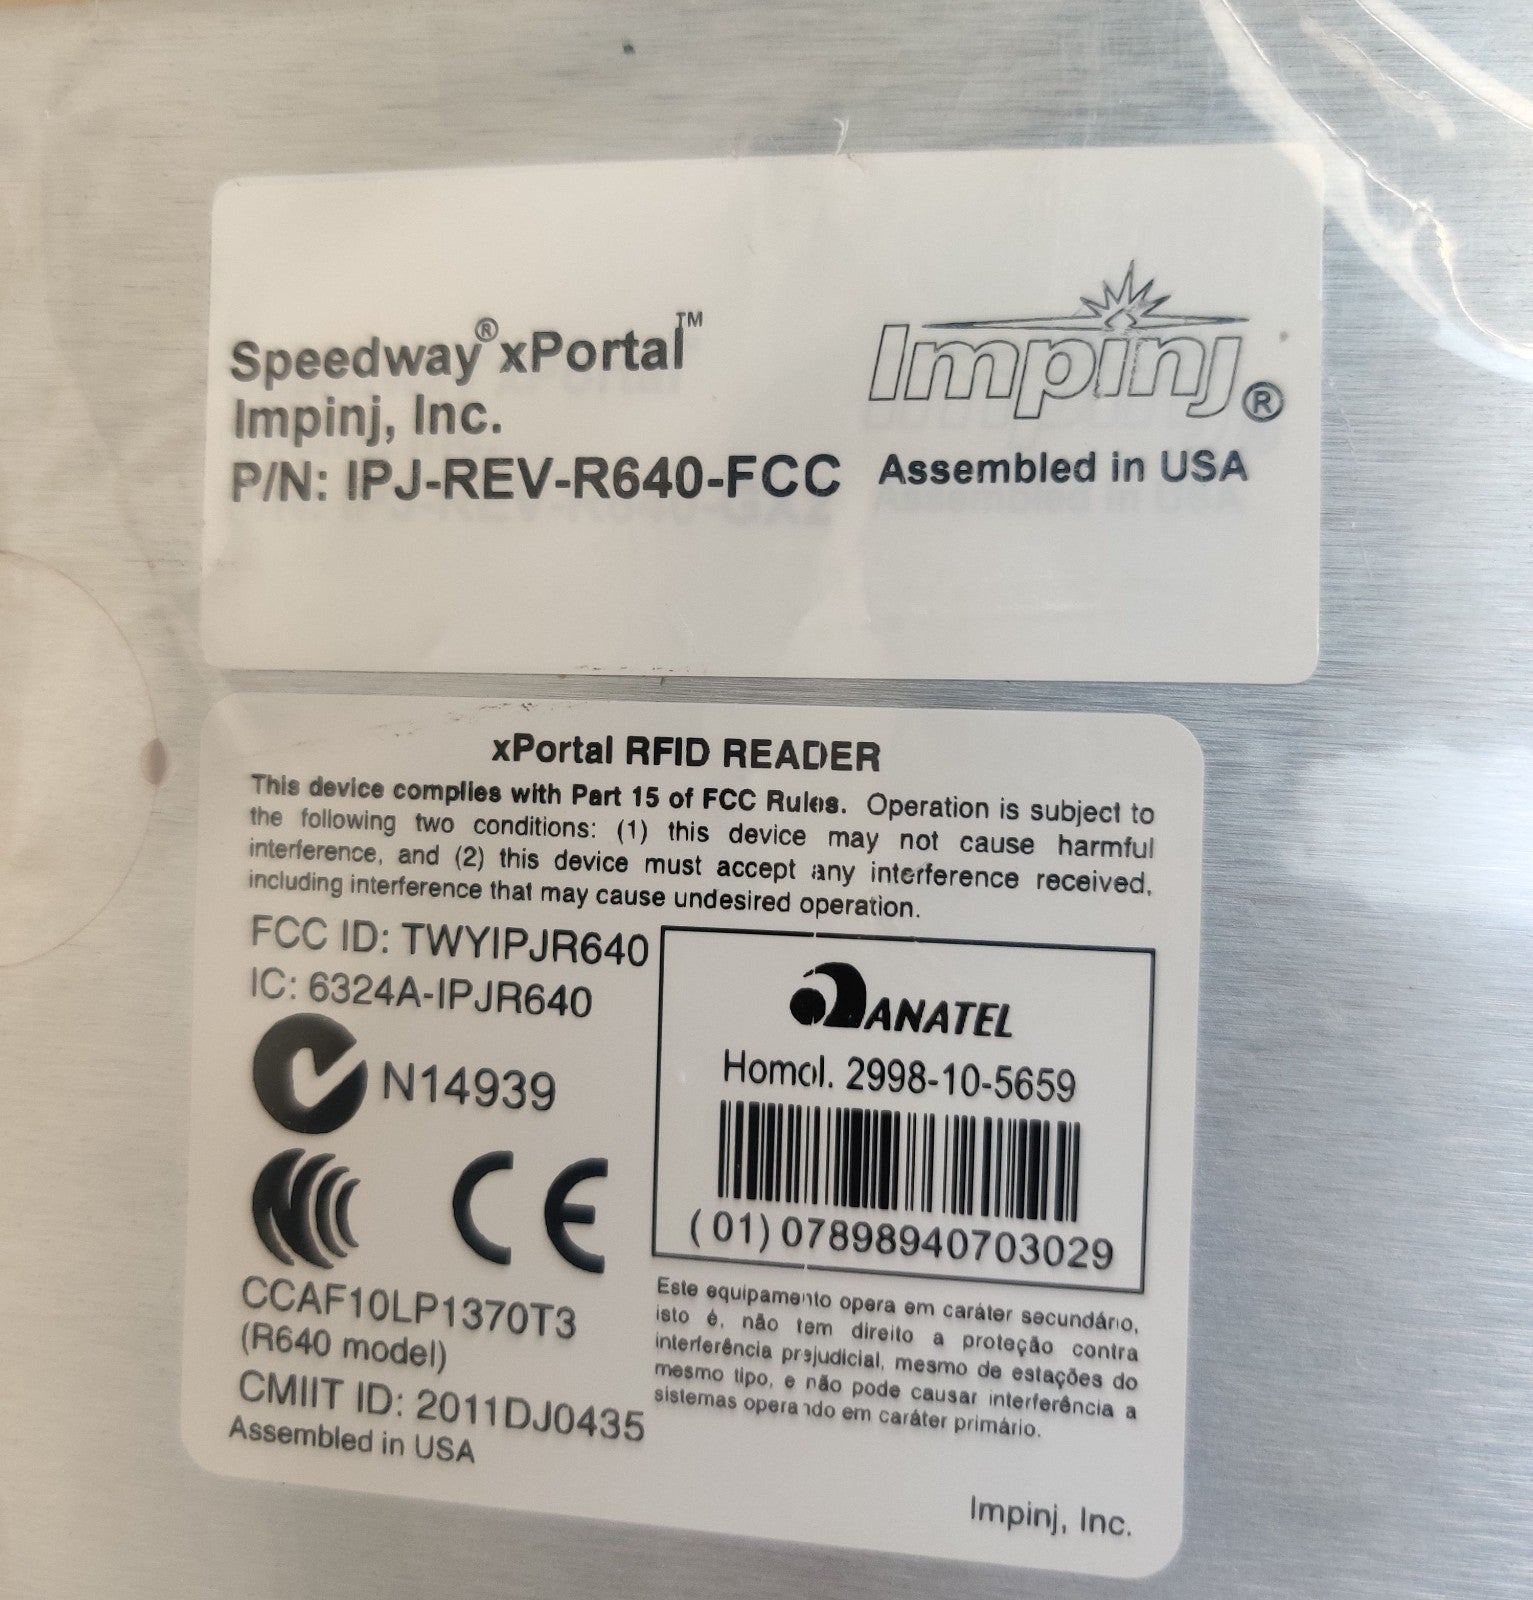 Speedway® xPortal™
Impinj, Inc.
P/N: IPJ-REV-R640-FCC
Impinj®
Assembled in USA
xPortal RFID READER
This device complies with Part 15 of FCC Rules. Operation is subject to
the following two conditions: (1) this device may not cause harmful
interference, and (2) this device must accept any interference received,
including interference that may cause undesired operation.
FCC ID: TWYIPJR640
IC: 6324A-IPJR640
N14939
CE
CCAF10LP1370T3
(R640 model)
CMIIT ID: 2011DJ0435
Assembled in USA
ANATEL
Homol. 2998-10-5659
(01) 07898940703029
Este equipamento opera em caráter secundário,
isto é, não tem direito a proteção contra
interferência prejudicial, mesmo de estações do
mesmo tipo, e não pode causar interferência a
sistemas operando em caráter primário.
Impinj, Inc.